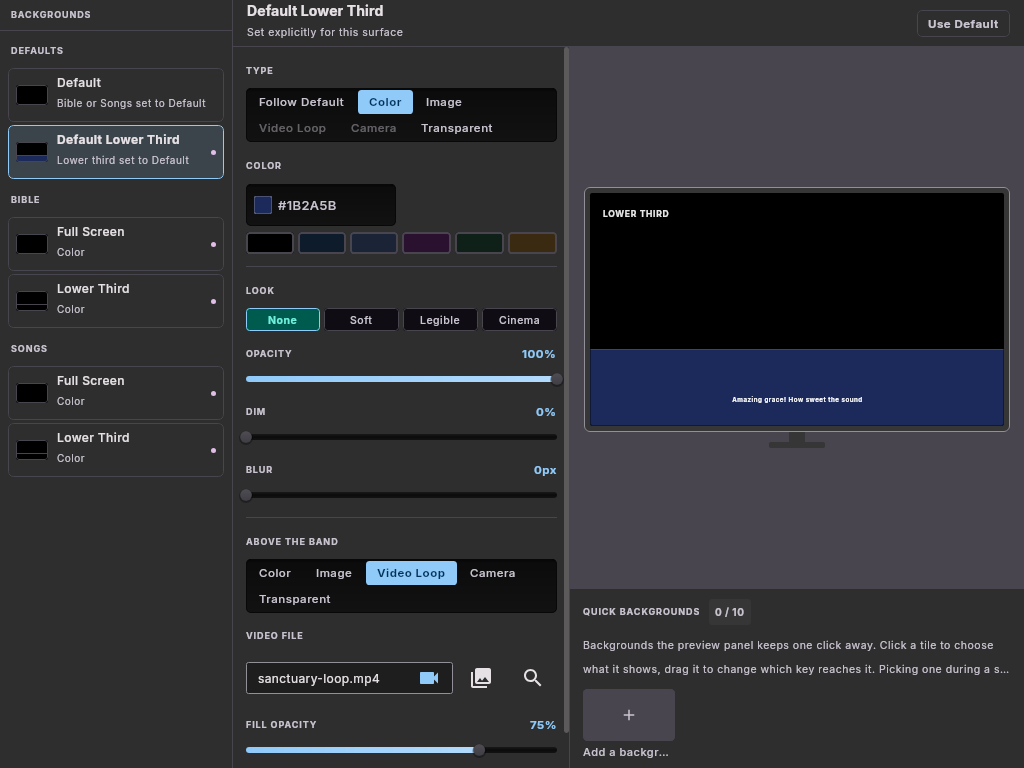 BACKGROUNDS
DEFAULTS
Default
Bible or Songs set to Default
Default Lower Third
Lower third set to Default
BIBLE
Full Screen
Color
Lower Third
Color
SONGS
Full Screen
Color
Lower Third
Color
Default Lower Third
Set explicitly for this surface
Use Default
TYPE
Follow Default Color Image
Video Loop Camera Transparent
COLOR
#1B2A5B
LOOK
None Soft Legible Cinema
OPACITY 100%
DIM 0%
BLUR 0px
ABOVE THE BAND
Color Image Video Loop Camera
Transparent
VIDEO FILE
sanctuary-loop.mp4
FILL OPACITY 75%
LOWER THIRD
Amazing grace! How sweet the sound
QUICK BACKGROUNDS 0 / 10
Backgrounds the preview panel keeps one click away. Click a tile to choose
what it shows, drag it to change which key reaches it. Picking one during a s...
Add a backgr...